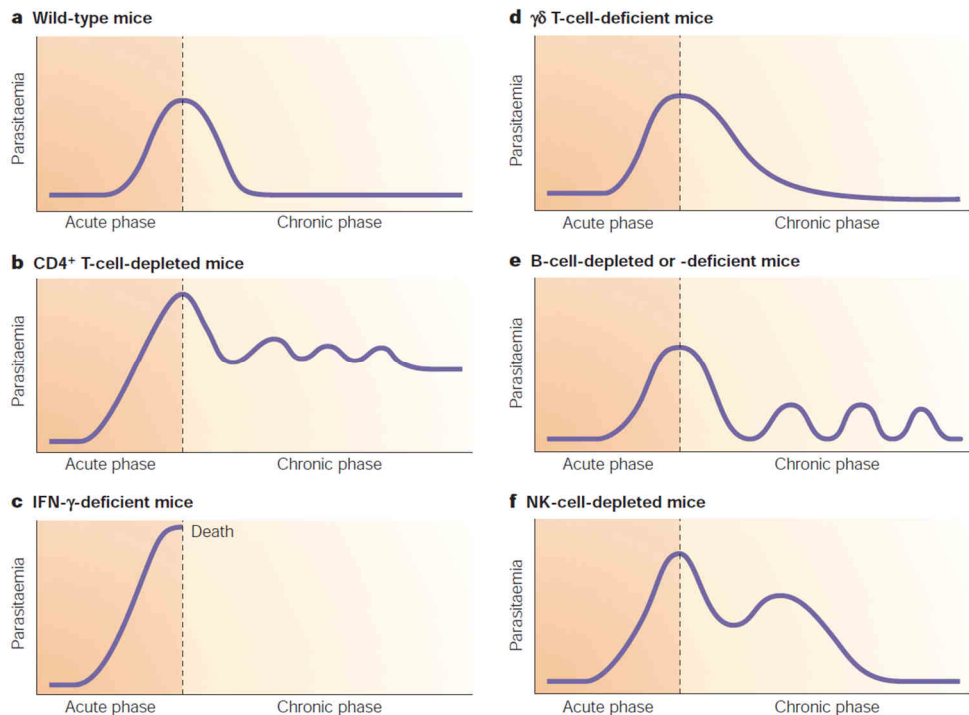 a Wild-type mice
Parasitaemia
Acute phase Chronic phase
b CD4⁺ T-cell-depleted mice
Parasitaemia
Acute phase Chronic phase
c IFN-γ-deficient mice
Death
Parasitaemia
Acute phase Chronic phase
d γδ T-cell-deficient mice
Parasitaemia
Acute phase Chronic phase
e B-cell-depleted or -deficient mice
Parasitaemia
Acute phase Chronic phase
f NK-cell-depleted mice
Parasitaemia
Acute phase Chronic phase